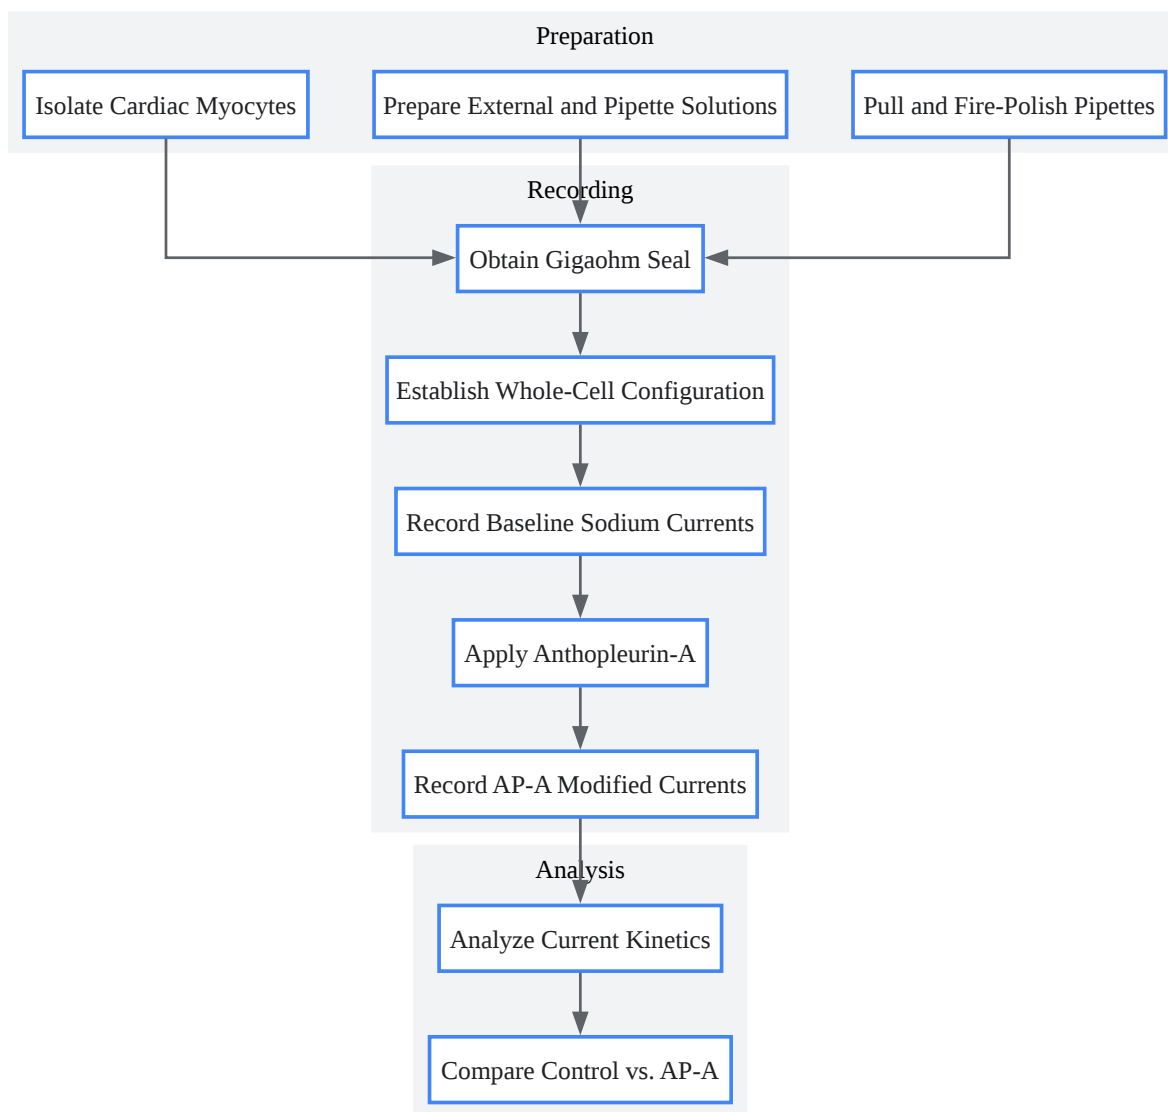 Preparation
Isolate Cardiac Myocytes
Prepare External and Pipette Solutions
Pull and Fire-Polish Pipettes
Recording
Obtain Gigaohm Seal
Establish Whole-Cell Configuration
Record Baseline Sodium Currents
Apply Anthopleurin-A
Record AP-A Modified Currents
Analysis
Analyze Current Kinetics
Compare Control vs. AP-A